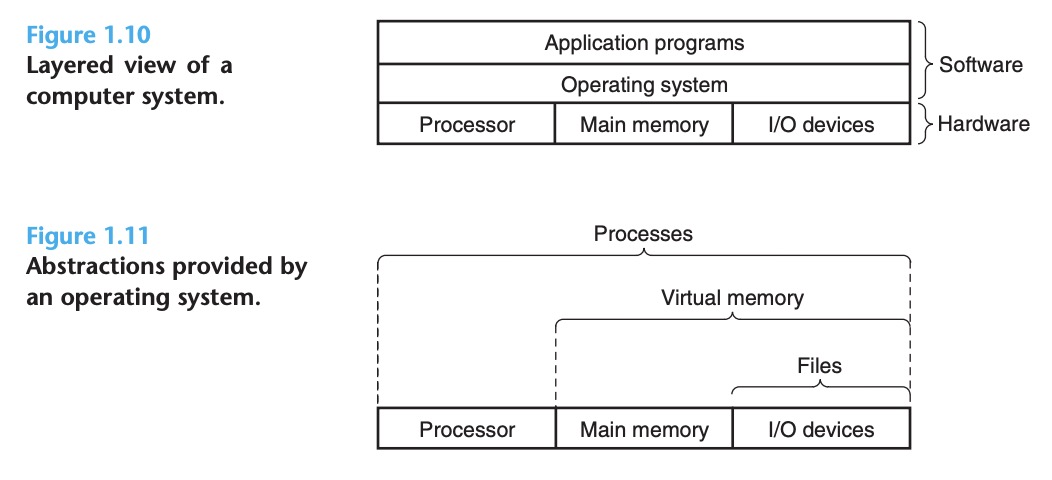 Figure 1.10
Layered view of a
computer system.
Application programs
Operating system
Processor
Main memory
I/O devices
Software
Hardware
Figure 1.11
Abstractions provided by
an operating system.
Processes
Virtual memory
Files
Processor
Main memory
I/O devices